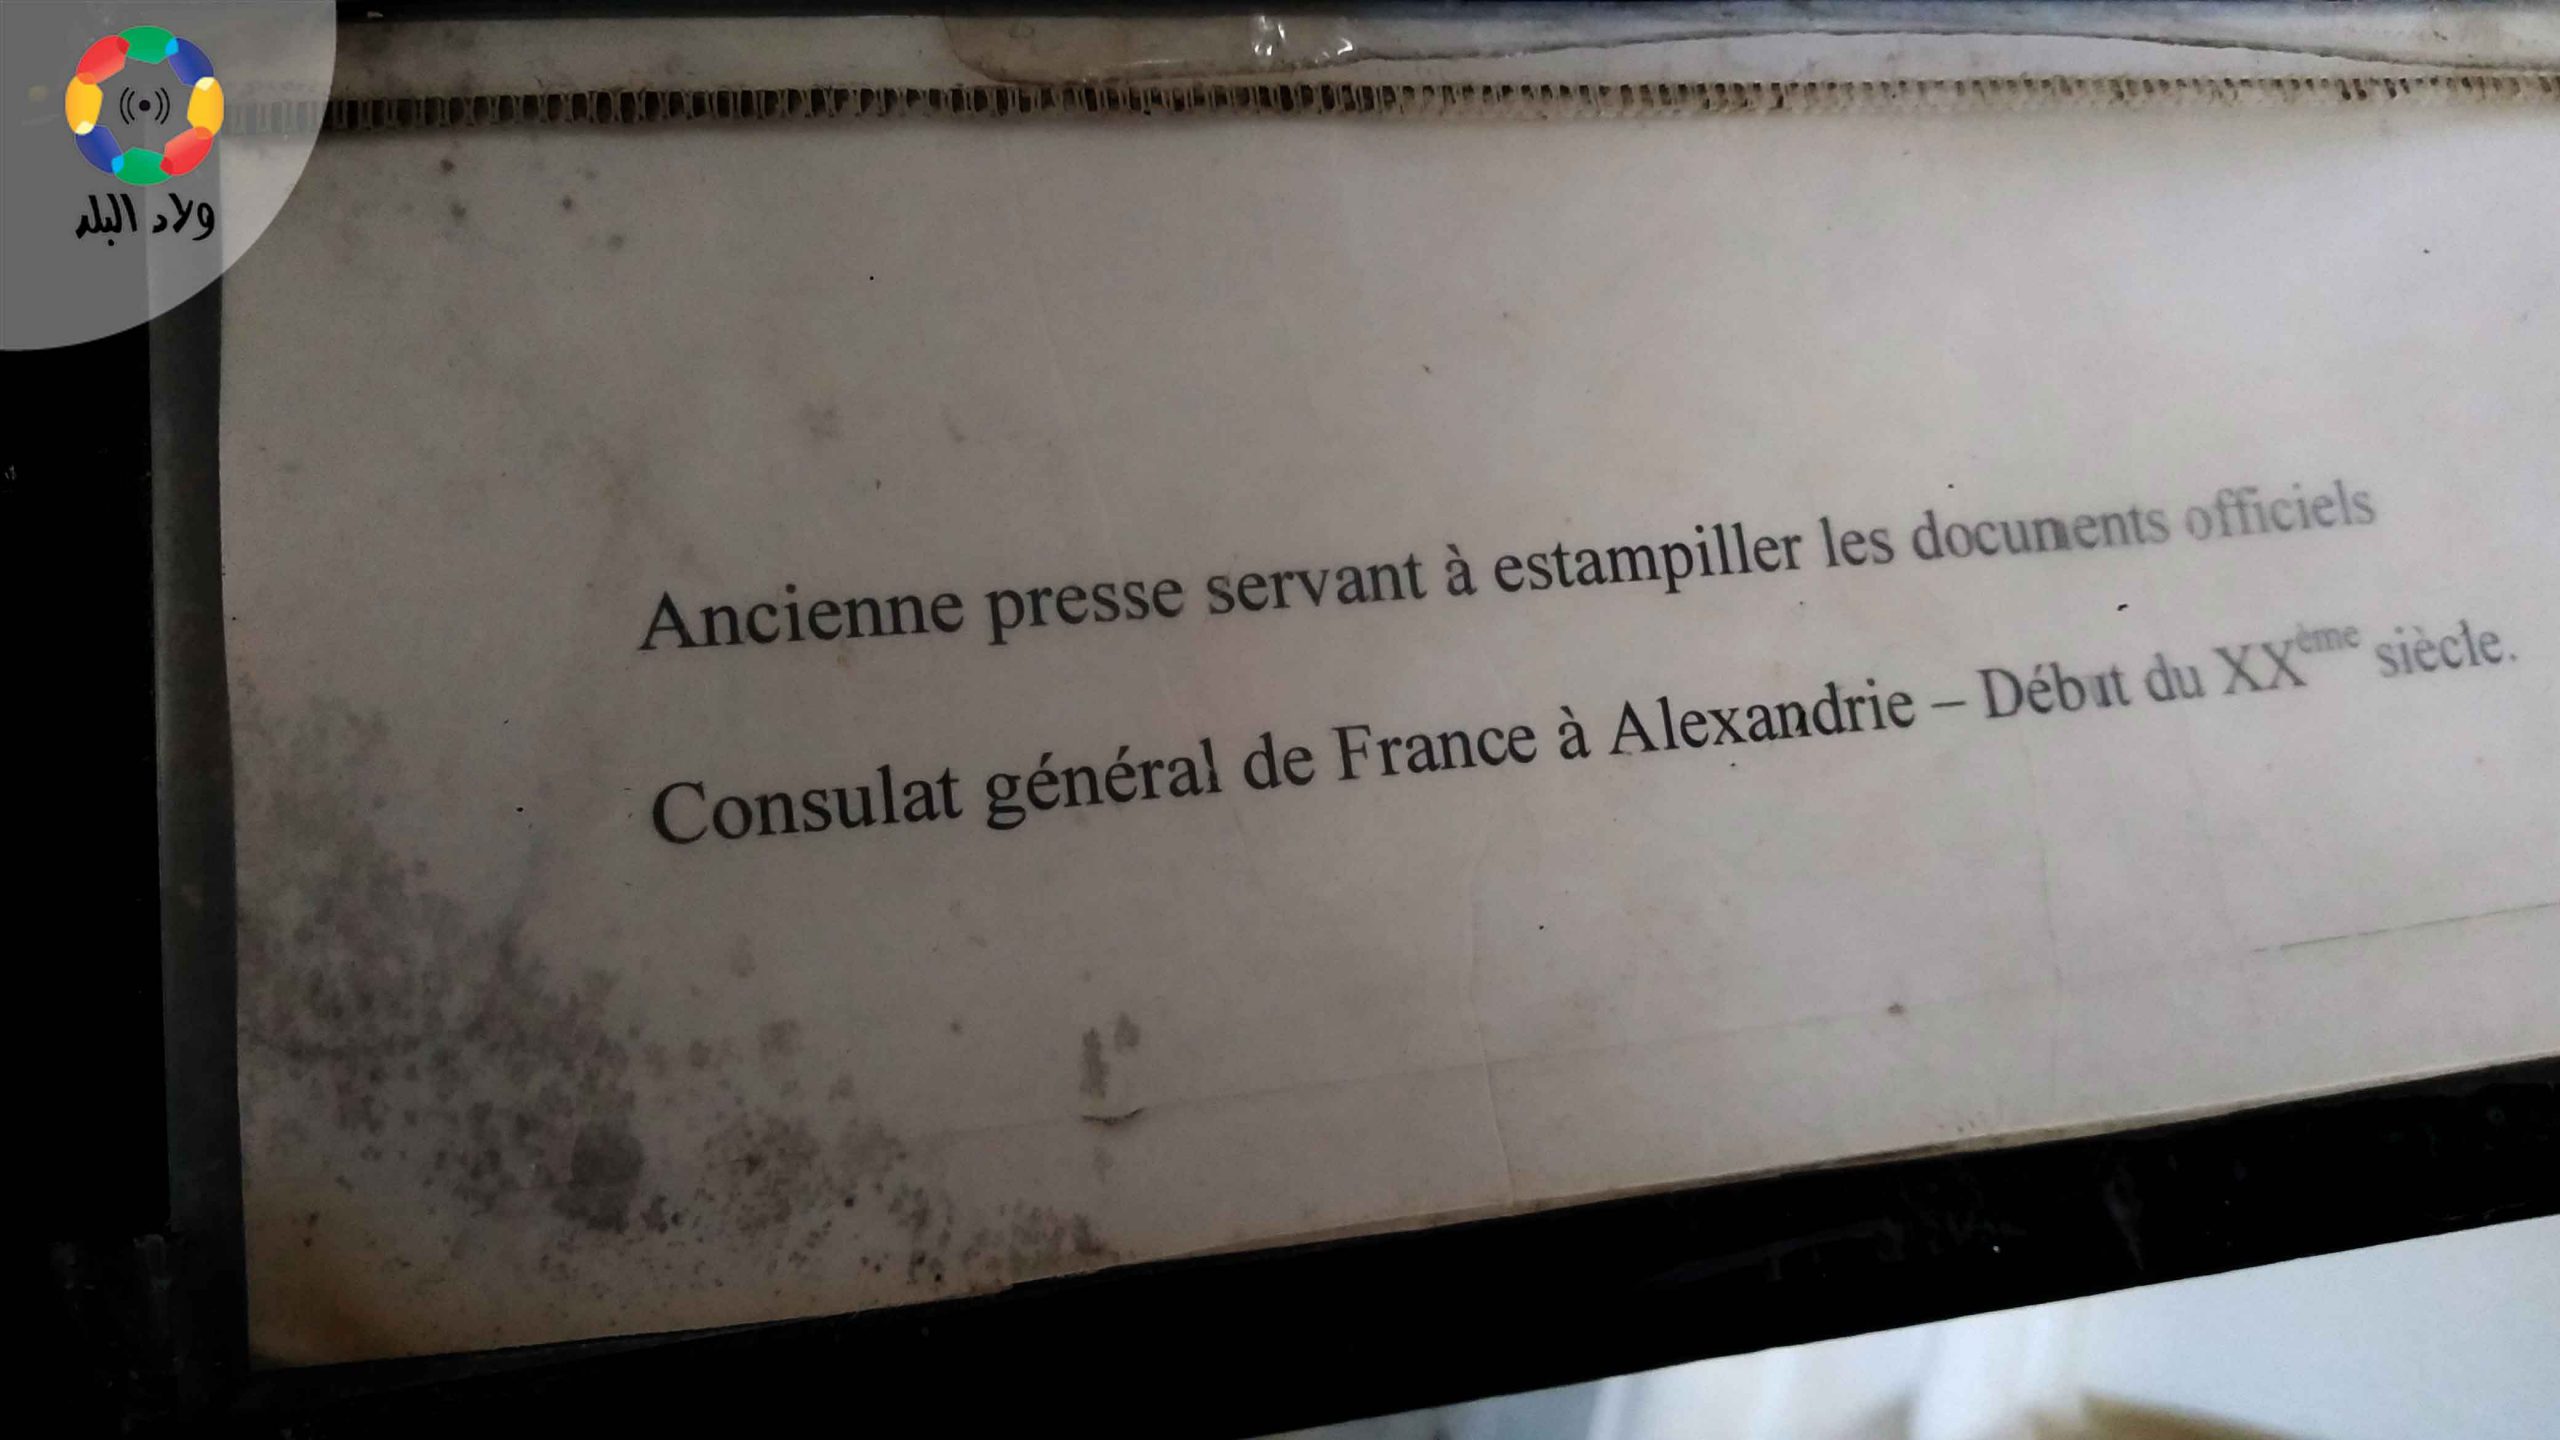 ولاد البلد
Ancienne presse servant à estampiller les documents officiels
Consulat général de France à Alexandrie – Début du XXème siècle.